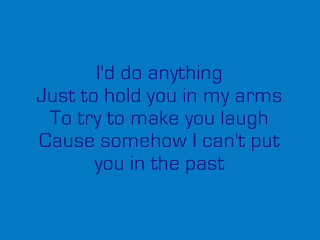 I'd do anything
Just to hold you in my arms
To try to make you laugh
Cause somehow I can't put
you in the past